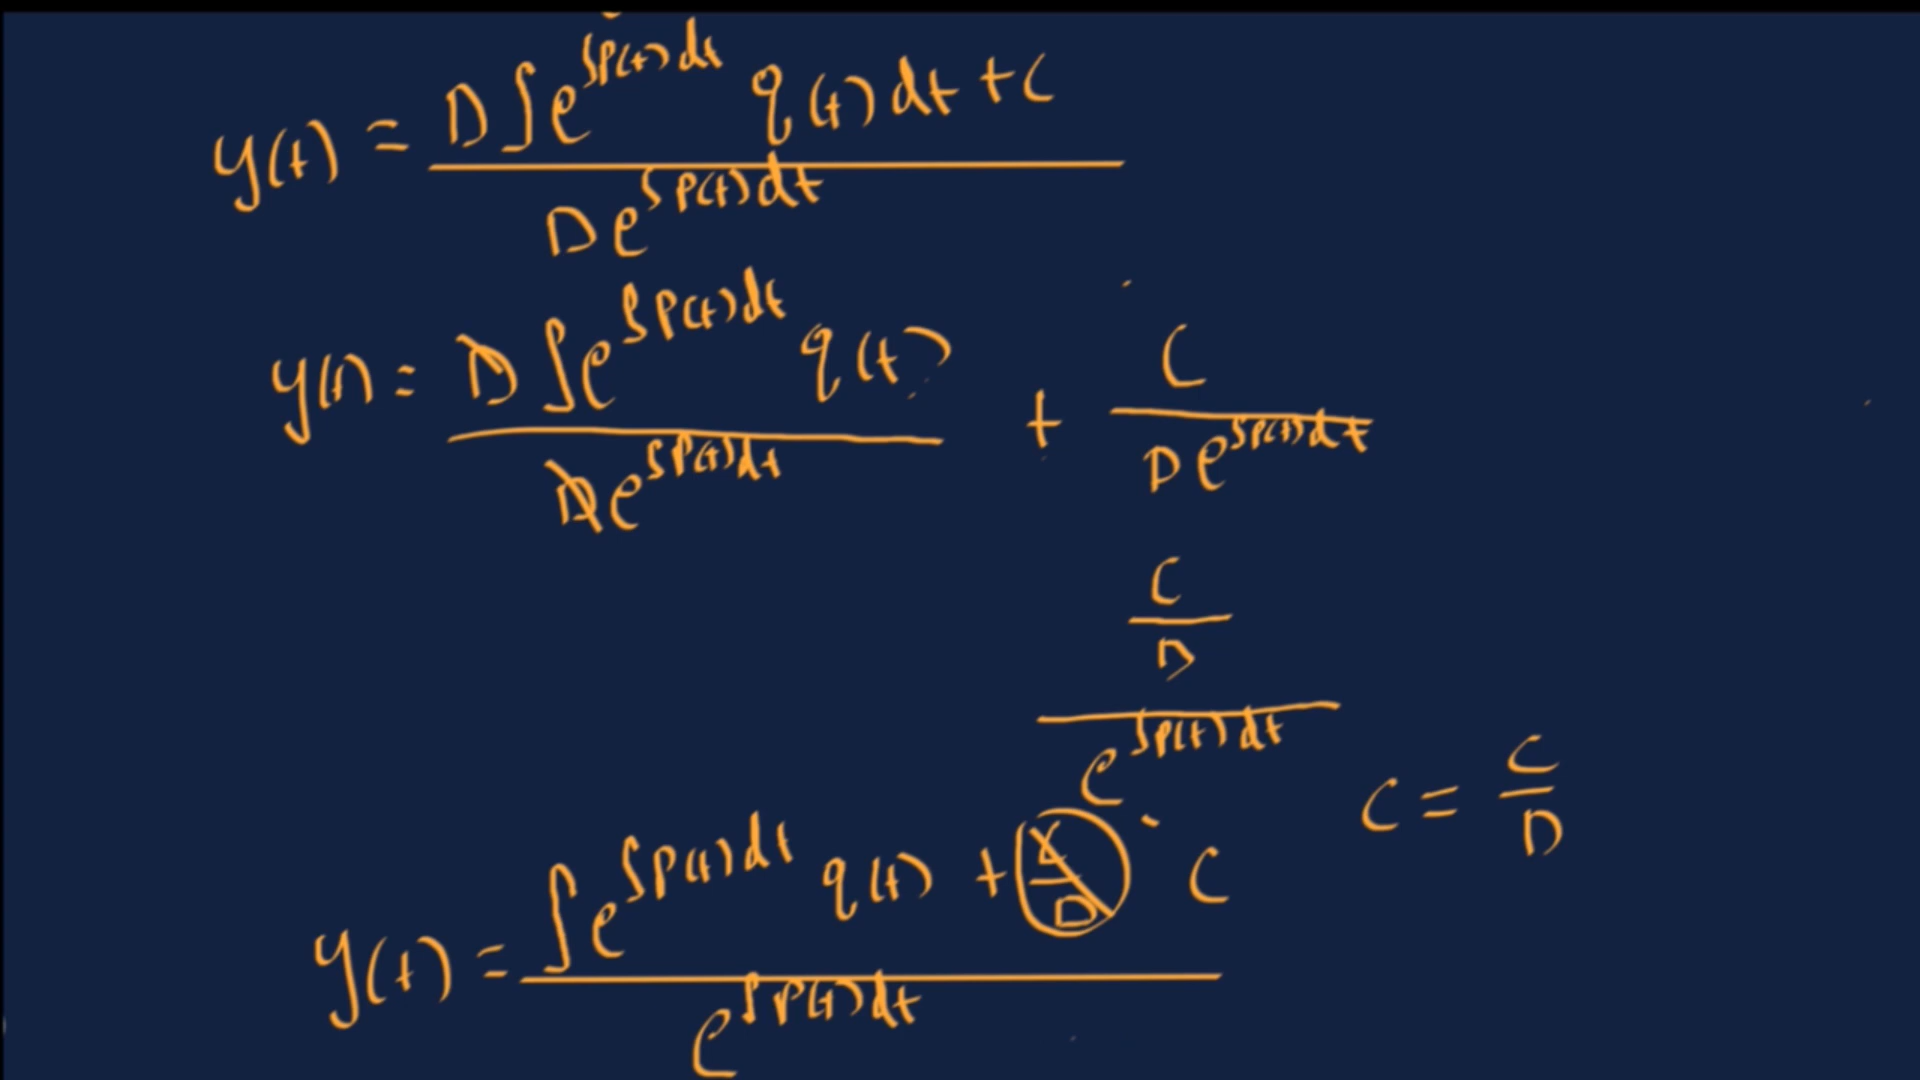 y(t) = D∫e^{∫p(t)dt} q(t)dt + C / De^{∫p(t)dt}
y(t) = D∫e^{∫p(t)dt} q(t) / De^{∫p(t)dt} + C / De^{∫p(t)dt}
C/D / e^{∫p(t)dt}
C = C/D
y(t) = ∫e^{∫p(t)dt} q(t) + C/D C / e^{∫p(t)dt}